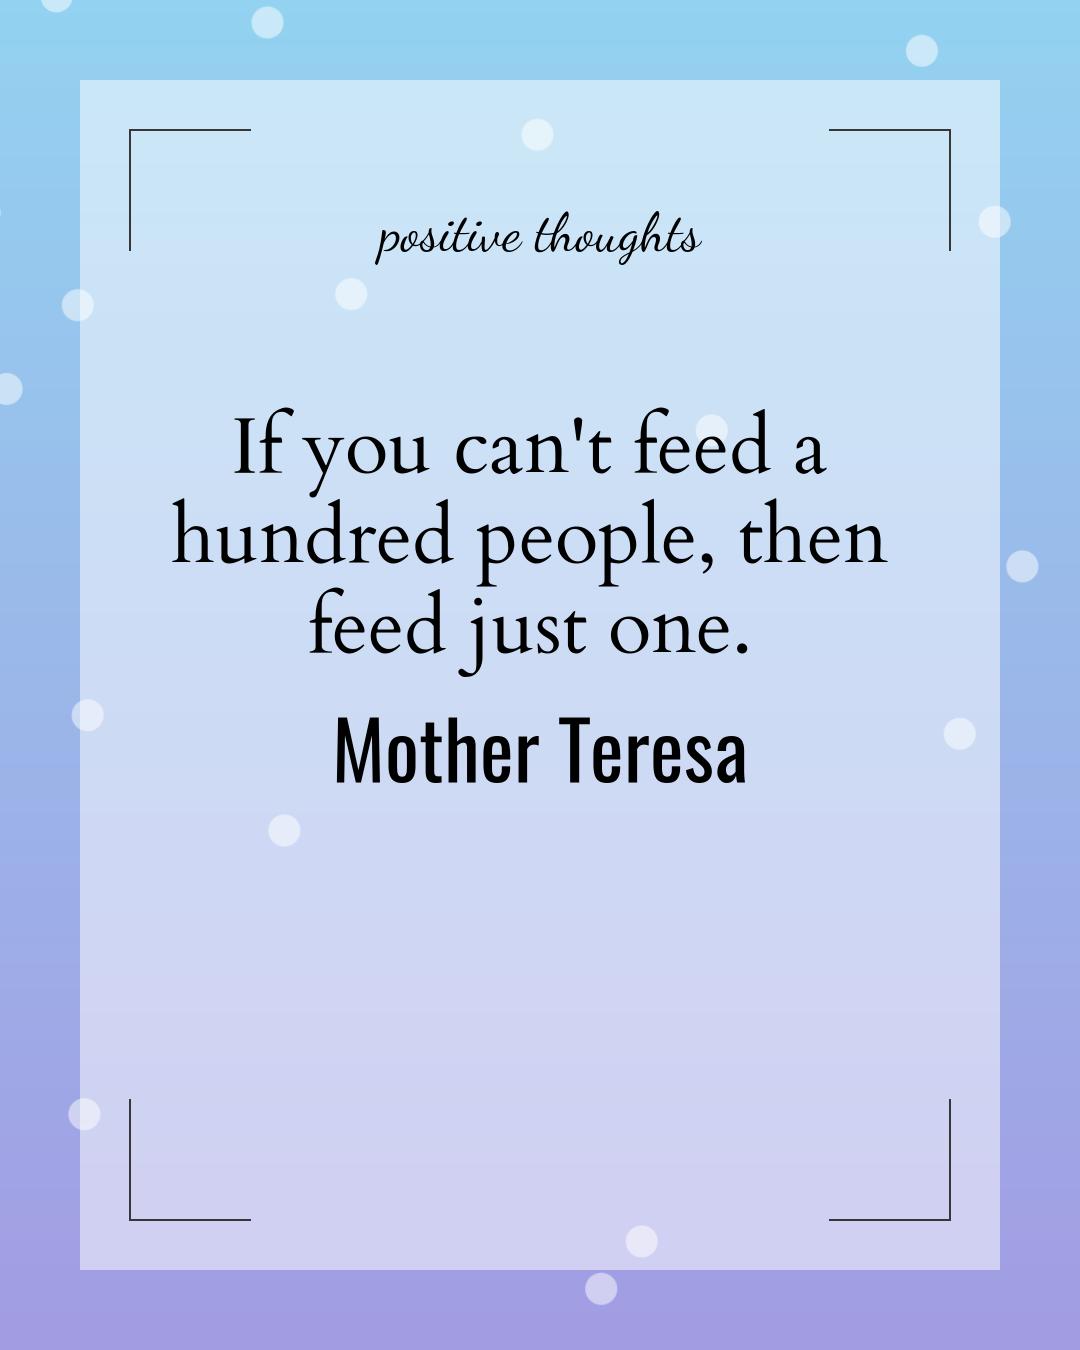 positive thoughts
If you can't feed a
hundred people, then
feed just one.
Mother Teresa